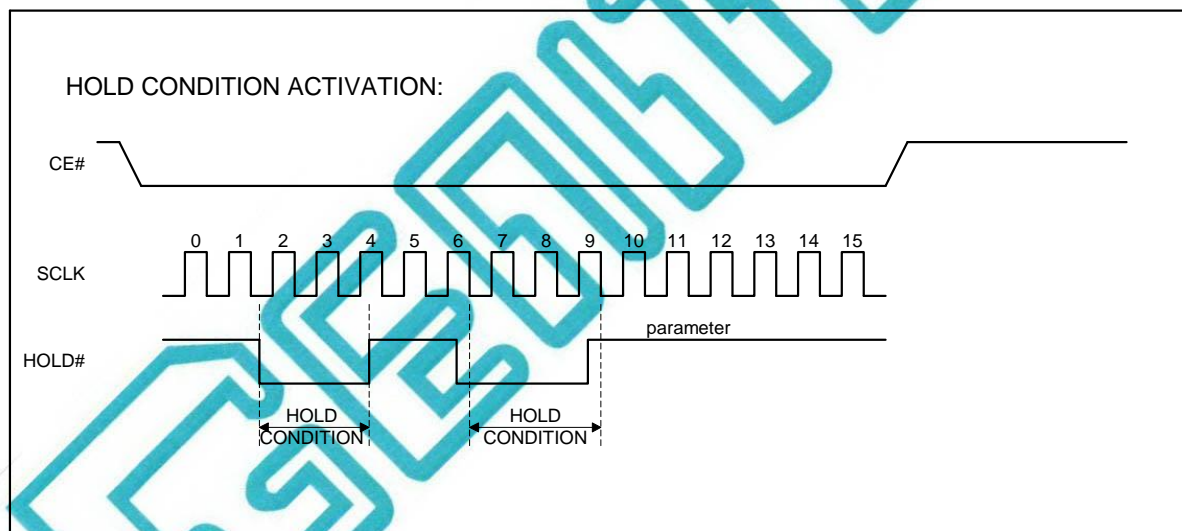 HOLD CONDITION ACTIVATION:
CE#
0 1 2 3 4 5 6 7 8 9 10 11 12 13 14 15
SCLK
parameter
HOLD#
HOLD HOLD
CONDITION CONDITION